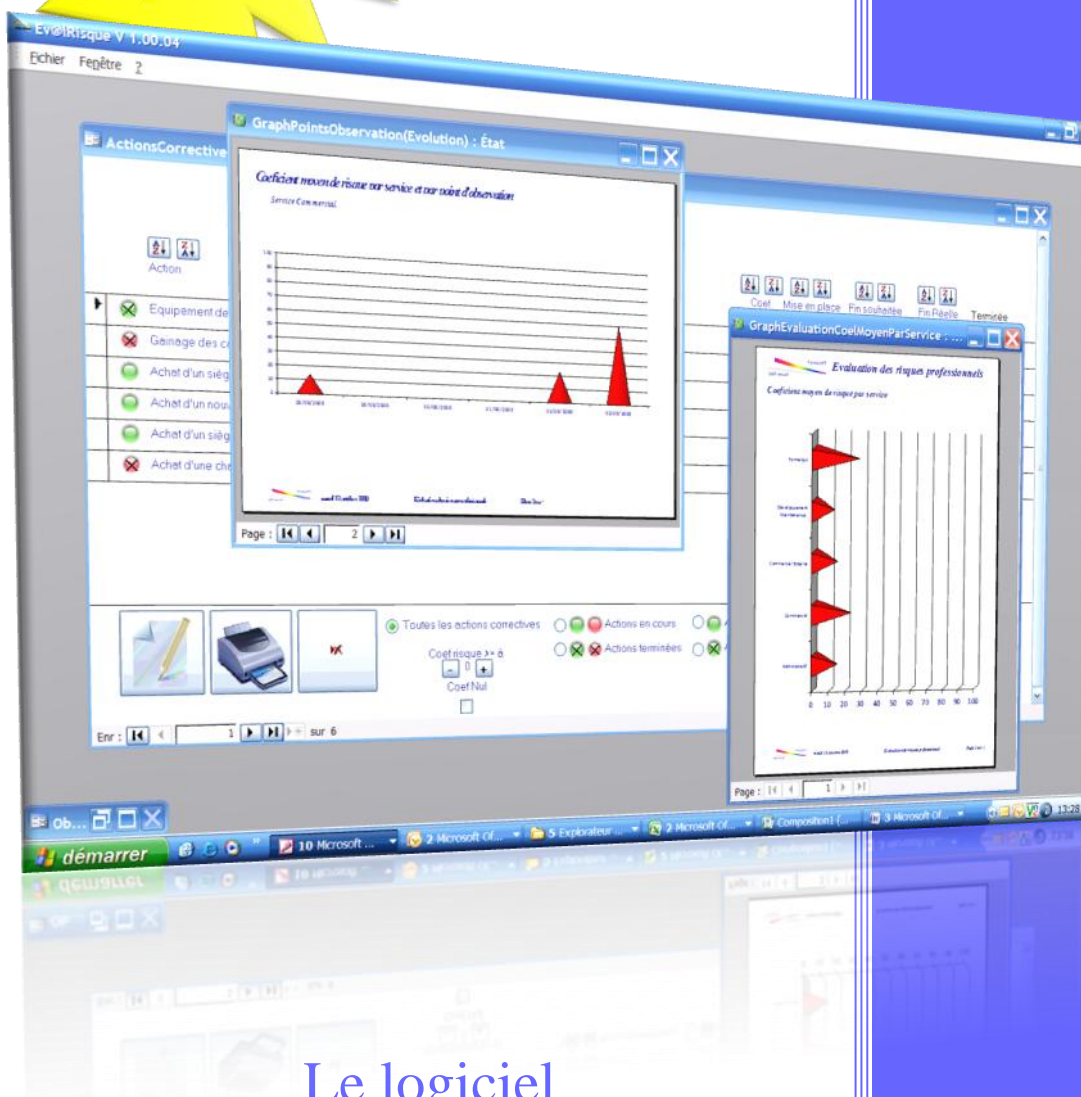 Ev@lRisque V 1.00.04
Fichier Fenêtre ?
ActionsCorrective
GraphPointsObservation(Evolution) : État
Coeficient moyen de risque par service et par point d'observation
Service Commercial
Action
Equipement de
Gainage des c
Achat d'un sièg
Achat d'un nou
Achat d'un sièg
Achat d'une che
Page : 2
Coef Mise en place Fin souhaitée Fin Réelle Terminée
GraphEvaluationCoefMoyenParService : ...
Evaluation des risques professionnels
Coeficient moyen de risque par service
0 10 20 30 40 50 60 70 80 90 100
Page : 1
Toutes les actions correctives
Actions en cours
Actions terminées
Coef risque >= à
- 0 +
Coef Nul
Enr : 1 sur 6
Ob...
démarrer
10 Microsoft ...
2 Microsoft Of...
5 Explorateur ...
2 Microsoft Of...
Composition1 (...
3 Microsoft Of...
13:28
Le logiciel